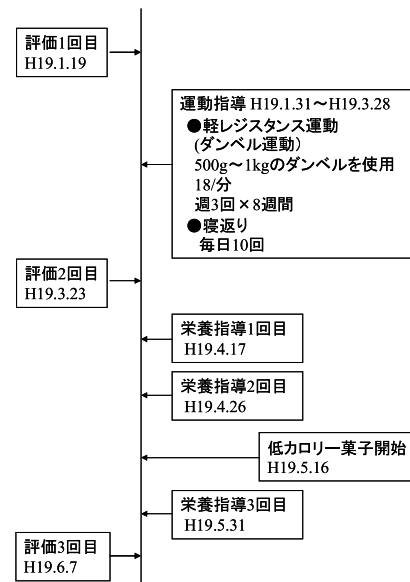 評価1回目
H19.1.19
運動指導 H19.1.31～H19.3.28
●軽レジスタンス運動
(ダンベル運動)
500g～1kgのダンベルを使用
18/分
週3回×8週間
●寝返り
毎日10回
評価2回目
H19.3.23
栄養指導1回目
H19.4.17
栄養指導2回目
H19.4.26
低カロリー菓子開始
H19.5.16
栄養指導3回目
H19.5.31
評価3回目
H19.6.7